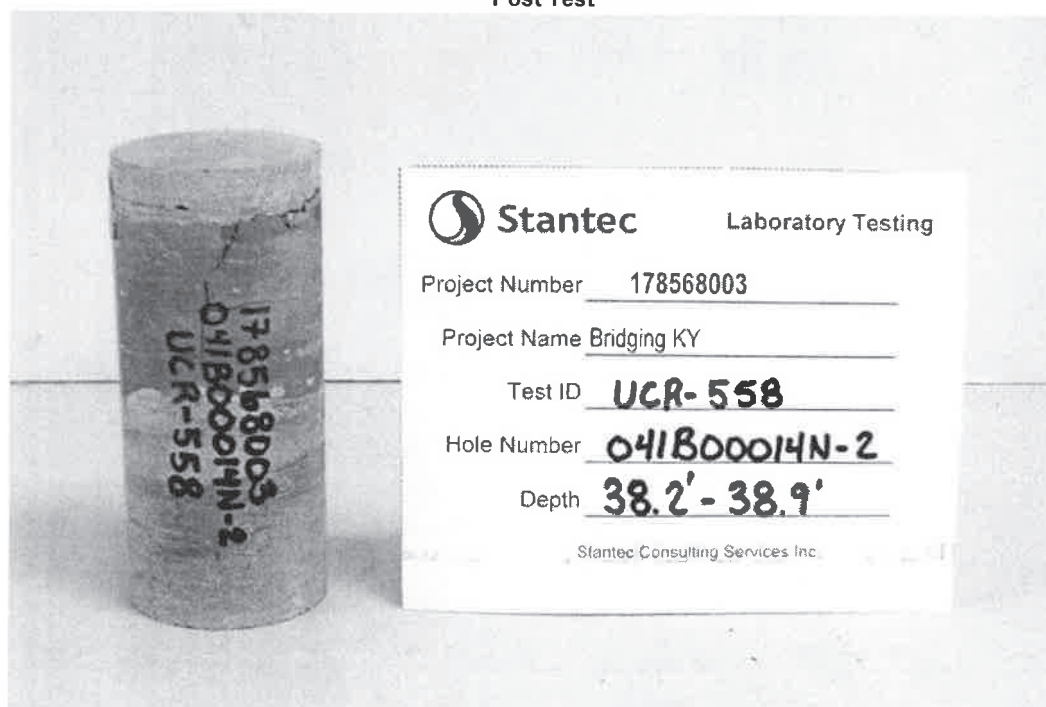 Post Test
178568003
041B00014N-2
UCR-558
Stantec Laboratory Testing
Project Number 178568003
Project Name Bridging KY
Test ID UCR-558
Hole Number 041B00014N-2
Depth 38.2'-38.9'
Stantec Consulting Services Inc.